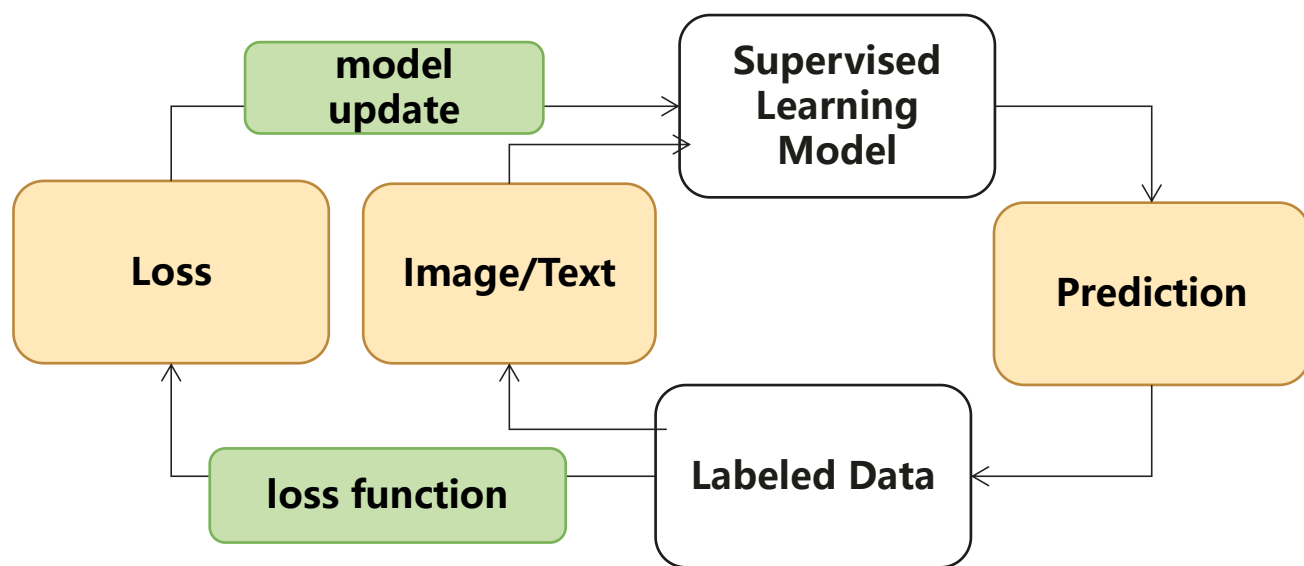 model
update
Supervised
Learning
Model
Loss
Image/Text
Prediction
Labeled Data
loss function